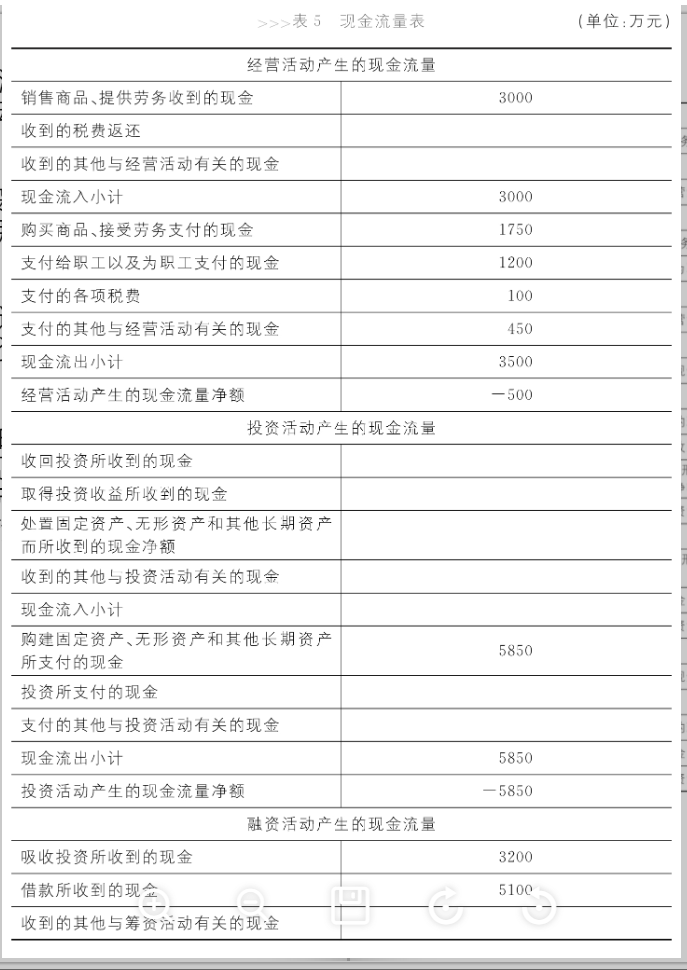 >>>表 5 现金流量表 (单位:万元)
经营活动产生的现金流量
销售商品、提供劳务收到的现金 3000
收到的税费返还
收到的其他与经营活动有关的现金
现金流入小计 3000
购买商品、接受劳务支付的现金 1750
支付给职工以及为职工支付的现金 1200
支付的各项税费 100
支付的其他与经营活动有关的现金 450
现金流出小计 3500
经营活动产生的现金流量净额 －500
投资活动产生的现金流量
收回投资所收到的现金
取得投资收益所收到的现金
处置固定资产、无形资产和其他长期资产
而所收到的现金净额
收到的其他与投资活动有关的现金
现金流入小计
购建固定资产、无形资产和其他长期资产
所支付的现金 5850
投资所支付的现金
支付的其他与投资活动有关的现金
现金流出小计 5850
投资活动产生的现金流量净额 －5850
融资活动产生的现金流量
吸收投资所收到的现金 3200
借款所收到的现金 5100
收到的其他与筹资活动有关的现金